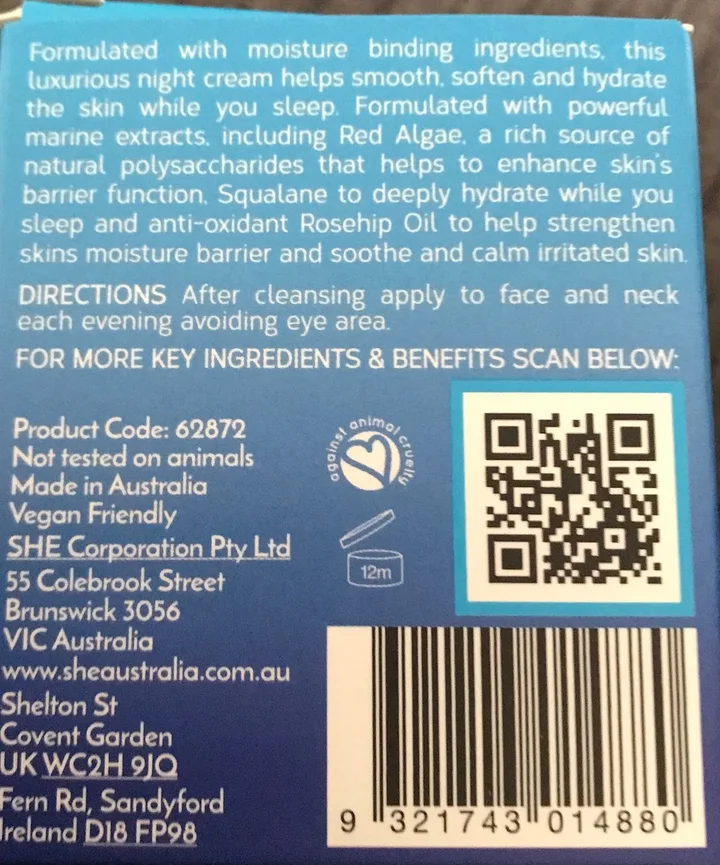 Formulated with moisture binding ingredients, this
luxurious night cream helps smooth, soften and hydrate
the skin while you sleep. Formulated with powerful
marine extracts, including Red Algae, a rich source of
natural polysaccharides that helps to enhance skin's
barrier function, Squalane to deeply hydrate while you
sleep and anti-oxidant Rosehip Oil to help strengthen
skins moisture barrier and soothe and calm irritated skin.
DIRECTIONS After cleansing apply to face and neck
each evening avoiding eye area.
FOR MORE KEY INGREDIENTS & BENEFITS SCAN BELOW:
Product Code: 62872
Not tested on animals
Made in Australia
Vegan Friendly
SHE Corporation Pty Ltd
55 Colebrook Street
Brunswick 3056
VIC Australia
www.sheaustralia.com.au
Shelton St
Covent Garden
UK WC2H 9JQ
Fern Rd, Sandyford
Ireland D18 FP98
against animal cruelty
12m
9 321743 014880